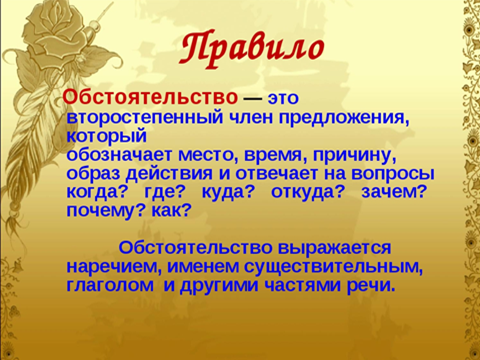 Правило
Обстоятельство — это
второстепенный член предложения,
который
обозначает место, время, причину,
образ действия и отвечает на вопросы
когда? где? куда? откуда? зачем?
почему? как?
Обстоятельство выражается
наречием, именем существительным,
глаголом и другими частями речи.